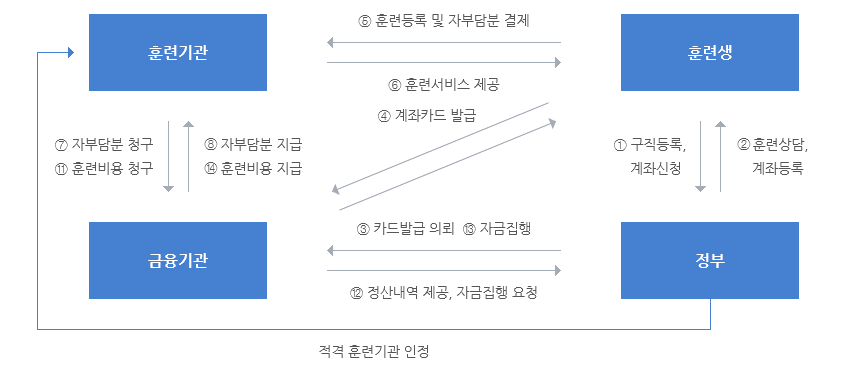 ⑤ 훈련등록 및 자부담분 결제
훈련기관
훈련생
⑥ 훈련서비스 제공
④ 계좌카드 발급
⑦ 자부담분 청구
⑪ 훈련비용 청구
⑧ 자부담분 지급
⑭ 훈련비용 지급
① 구직등록,
계좌신청
② 훈련상담,
계좌등록
③ 카드발급 의뢰 ⑬ 자금집행
금융기관
정부
⑫ 정산내역 제공, 자금집행 요청
적격 훈련기관 인정